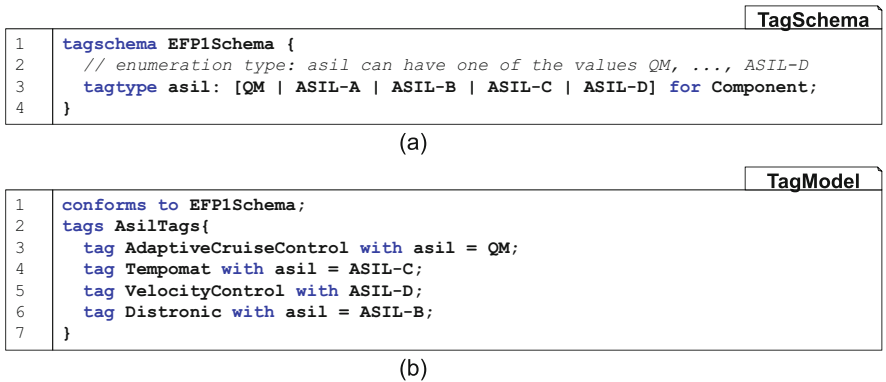 TagSchema
1 tagschema EFP1Schema {
2 // enumeration type: asil can have one of the values QM, ..., ASIL-D
3 tagtype asil: [QM | ASIL-A | ASIL-B | ASIL-C | ASIL-D] for Component;
4 }
(a)
TagModel
1 conforms to EFP1Schema;
2 tags AsilTags{
3 tag AdaptiveCruiseControl with asil = QM;
4 tag Tempomat with asil = ASIL-C;
5 tag VelocityControl with ASIL-D;
6 tag Distronic with asil = ASIL-B;
7 }
(b)